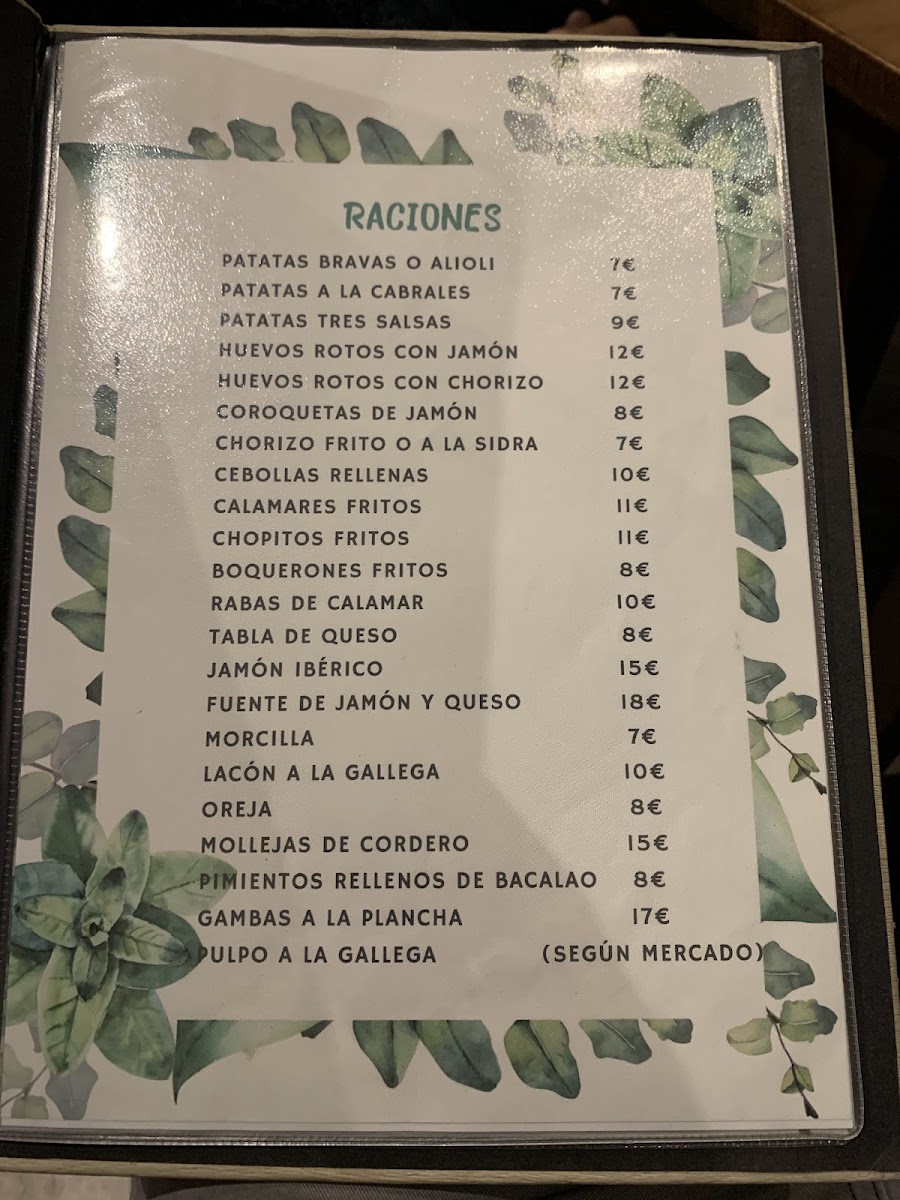 RACIONES
PATATAS BRAVAS O ALIOLI 7€
PATATAS A LA CABRALES 7€
PATATAS TRES SALSAS 9€
HUEVOS ROTOS CON JAMÓN 12€
HUEVOS ROTOS CON CHORIZO 12€
COROQUETAS DE JAMÓN 8€
CHORIZO FRITO O A LA SIDRA 7€
CEBOLLAS RELLENAS 10€
CALAMARES FRITOS 11€
CHOPITOS FRITOS 11€
BOQUERONES FRITOS 8€
RABAS DE CALAMAR 10€
TABLA DE QUESO 8€
JAMÓN IBÉRICO 15€
FUENTE DE JAMÓN Y QUESO 18€
MORCILLA 7€
LACÓN A LA GALLEGA 10€
OREJA 8€
MOLLEJAS DE CORDERO 15€
PIMIENTOS RELLENOS DE BACALAO 8€
GAMBAS A LA PLANCHA 17€
PULPO A LA GALLEGA (SEGÚN MERCADO)